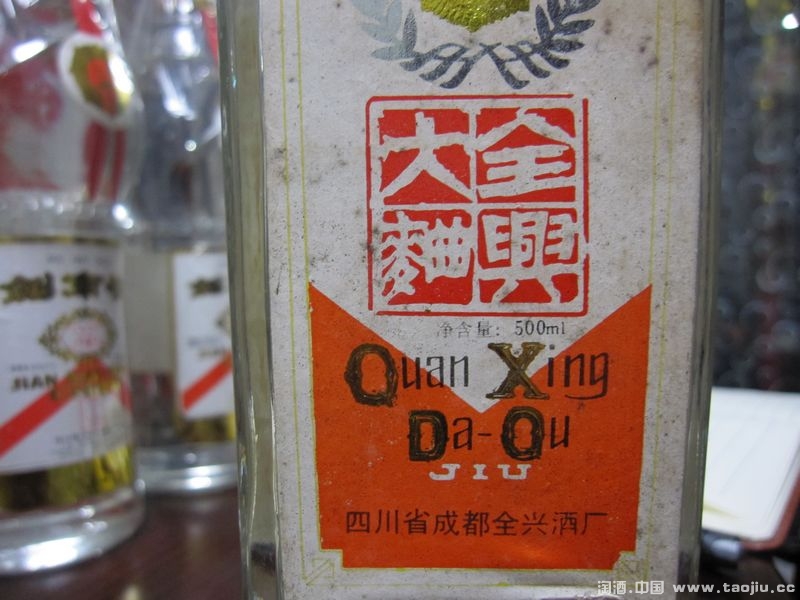 全興
大麯
净含量: 500ml
Quan Xing
Da-Qu
JIU
四川省成都全兴酒厂
JIAN
淘酒.中国 www.taojiu.cc